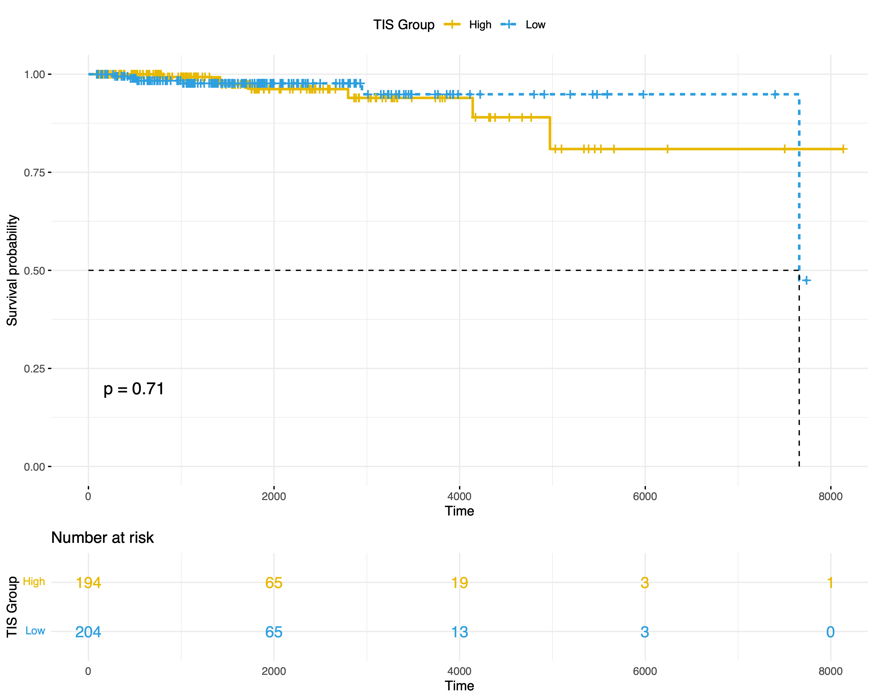 TIS Group High Low
1.00
0.75
0.50
0.25
0.00
Survival probability
p = 0.71
0 2000 4000 6000 8000
Time
Number at risk
TIS Group
High 194 65 19 3 1
Low 204 65 13 3 0
0 2000 4000 6000 8000
Time